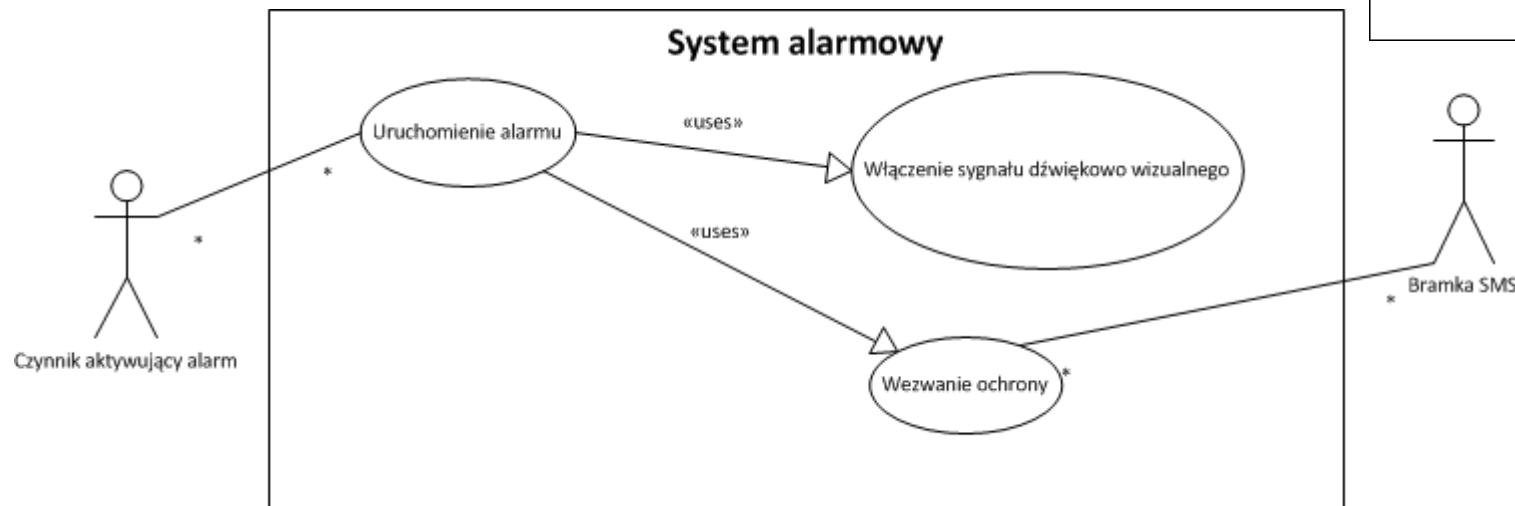 System alarmowy
Uruchomienie alarmu
«uses»
Włączenie sygnału dźwiękowo wizualnego
*
*
«uses»
Bramka SMS
*
Czynnik aktywujący alarm
Wezwanie ochrony
*